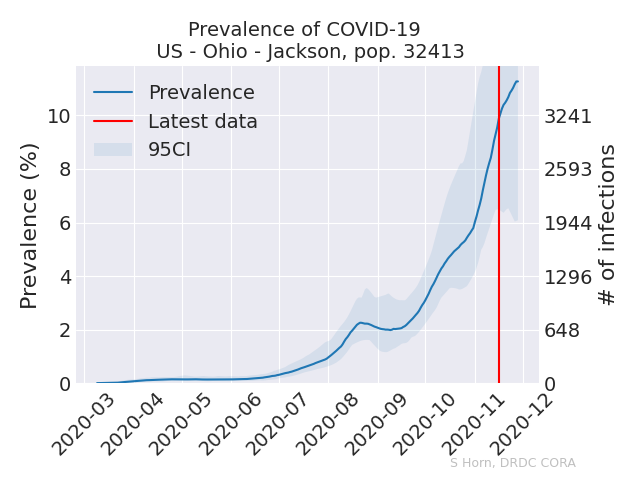 Prevalence of COVID-19
US - Ohio - Jackson, pop. 32413
Prevalence
Latest data
95CI
Prevalence (%)
10
8
6
4
2
0
3241
2593
1944
1296
648
0
# of infections
2020-03
2020-04
2020-05
2020-06
2020-07
2020-08
2020-09
2020-10
2020-11
2020-12
S Horn, DRDC CORA